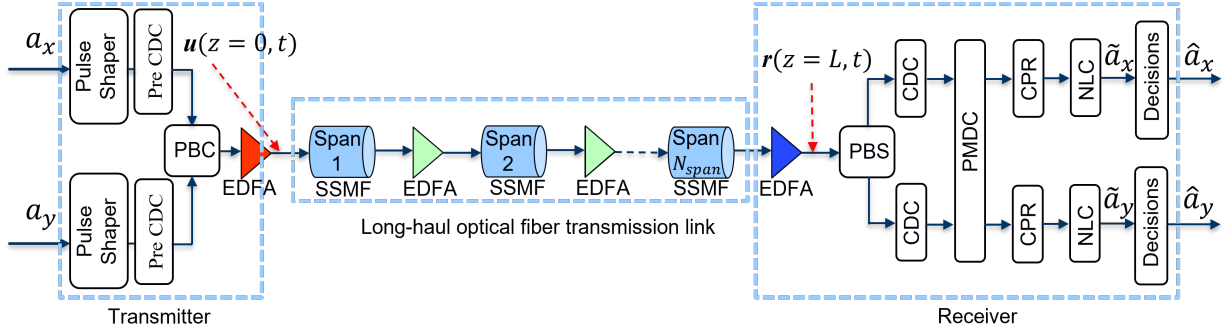 a_x
Pulse Shaper
Pre CDC
u(z = 0, t)
PBC
EDFA
a_y
Pulse Shaper
Pre CDC
Transmitter
Span 1
SSMF
EDFA
Span 2
SSMF
EDFA
Span N_span
SSMF
Long-haul optical fiber transmission link
EDFA
r(z = L, t)
PBS
CDC
CDC
PMDC
CPR
NLC
ã_x
Decisions
â_x
CPR
NLC
ã_y
Decisions
â_y
Receiver